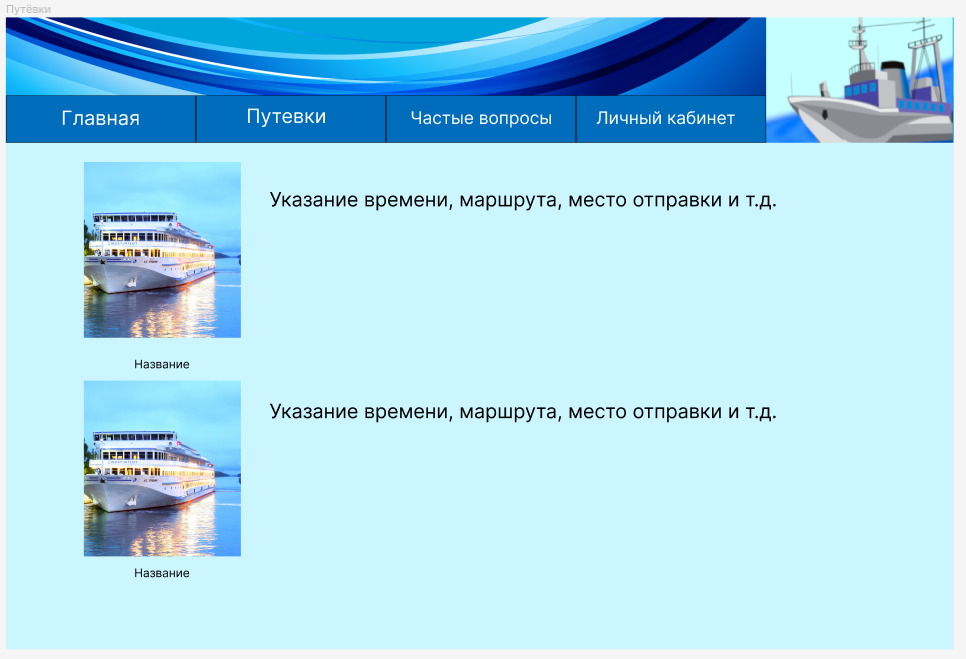 Путёвки
Главная
Путевки
Частые вопросы
Личный кабинет
Указание времени, маршрута, место отправки и т.д.
Название
Указание времени, маршрута, место отправки и т.д.
Название